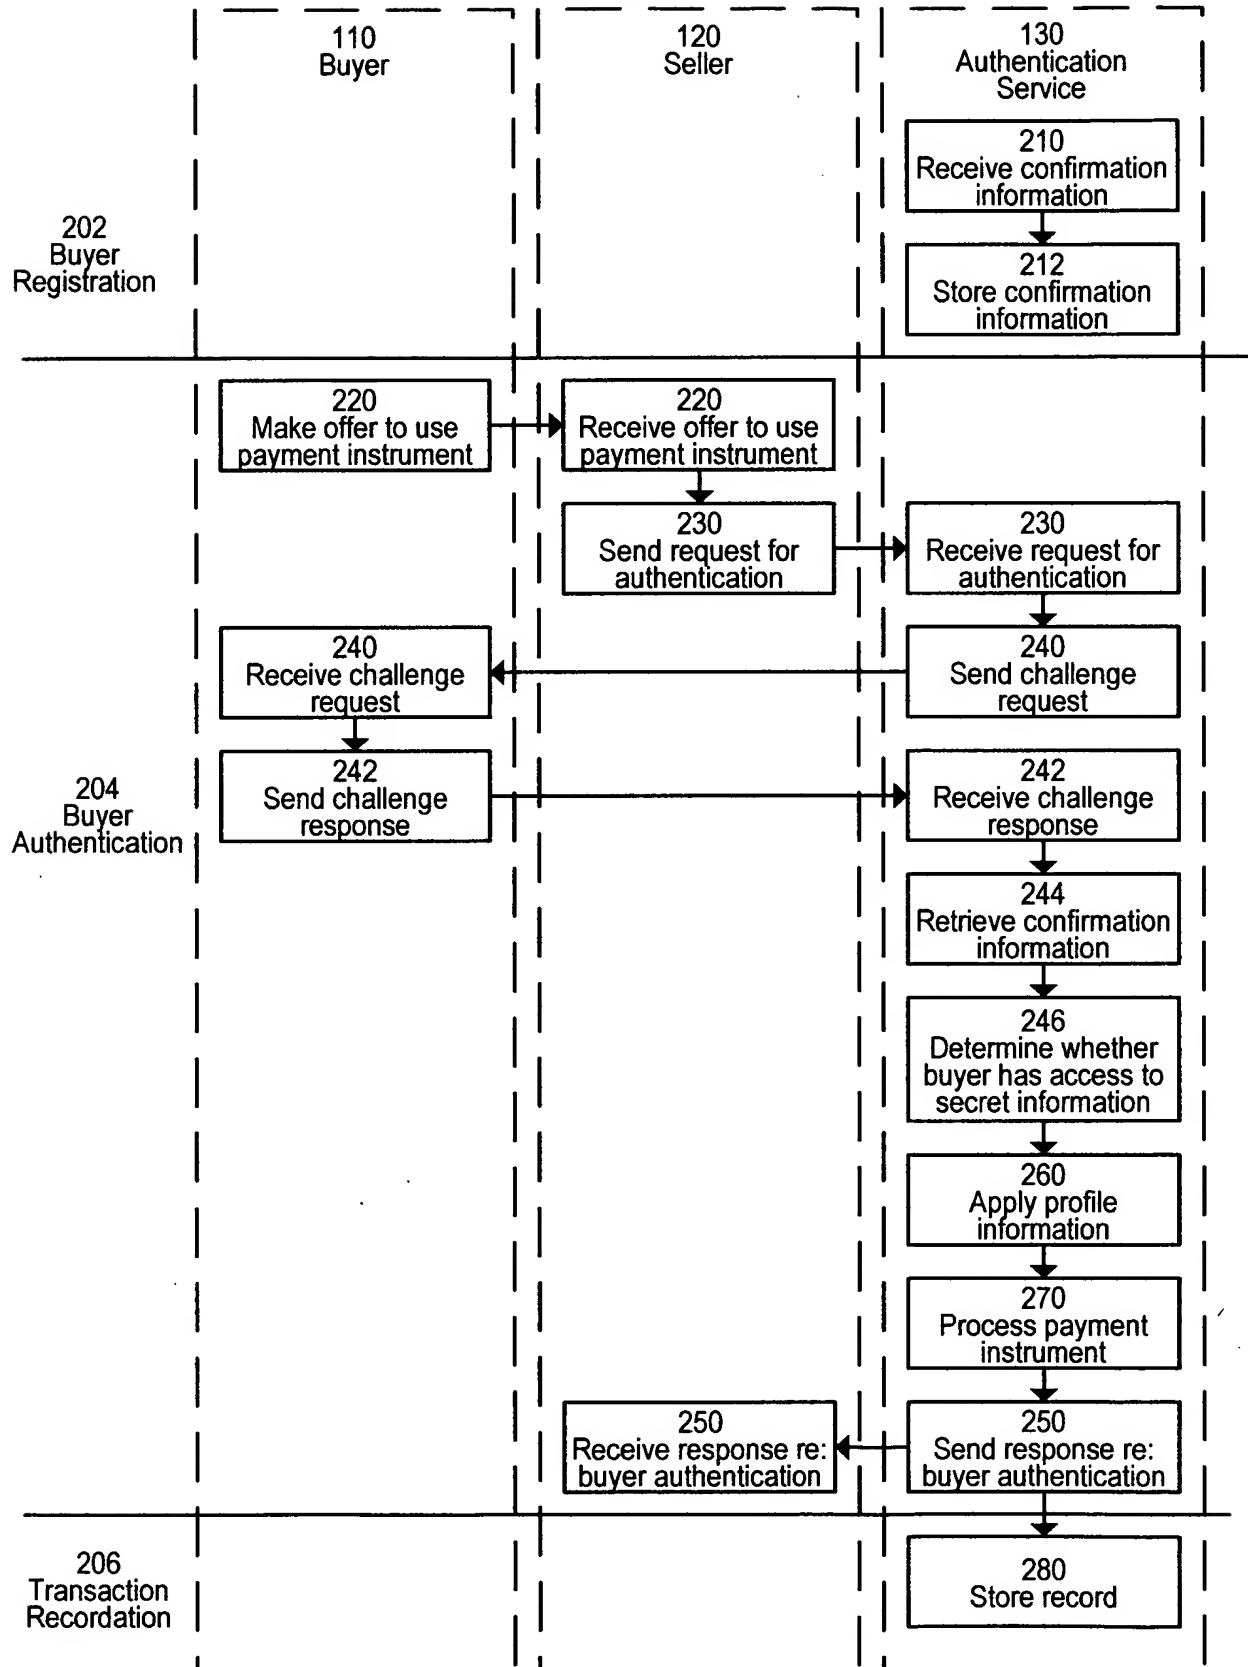 110
Buyer
120
Seller
130
Authentication
Service
210
Receive confirmation
information
202
Buyer
Registration
212
Store confirmation
information
220
Make offer to use
payment instrument
220
Receive offer to use
payment instrument
230
Send request for
authentication
230
Receive request for
authentication
240
Receive challenge
request
240
Send challenge
request
204
Buyer
Authentication
242
Send challenge
response
242
Receive challenge
response
244
Retrieve confirmation
information
246
Determine whether
buyer has access to
secret information
260
Apply profile
information
270
Process payment
instrument
250
Receive response re:
buyer authentication
250
Send response re:
buyer authentication
206
Transaction
Recordation
280
Store record